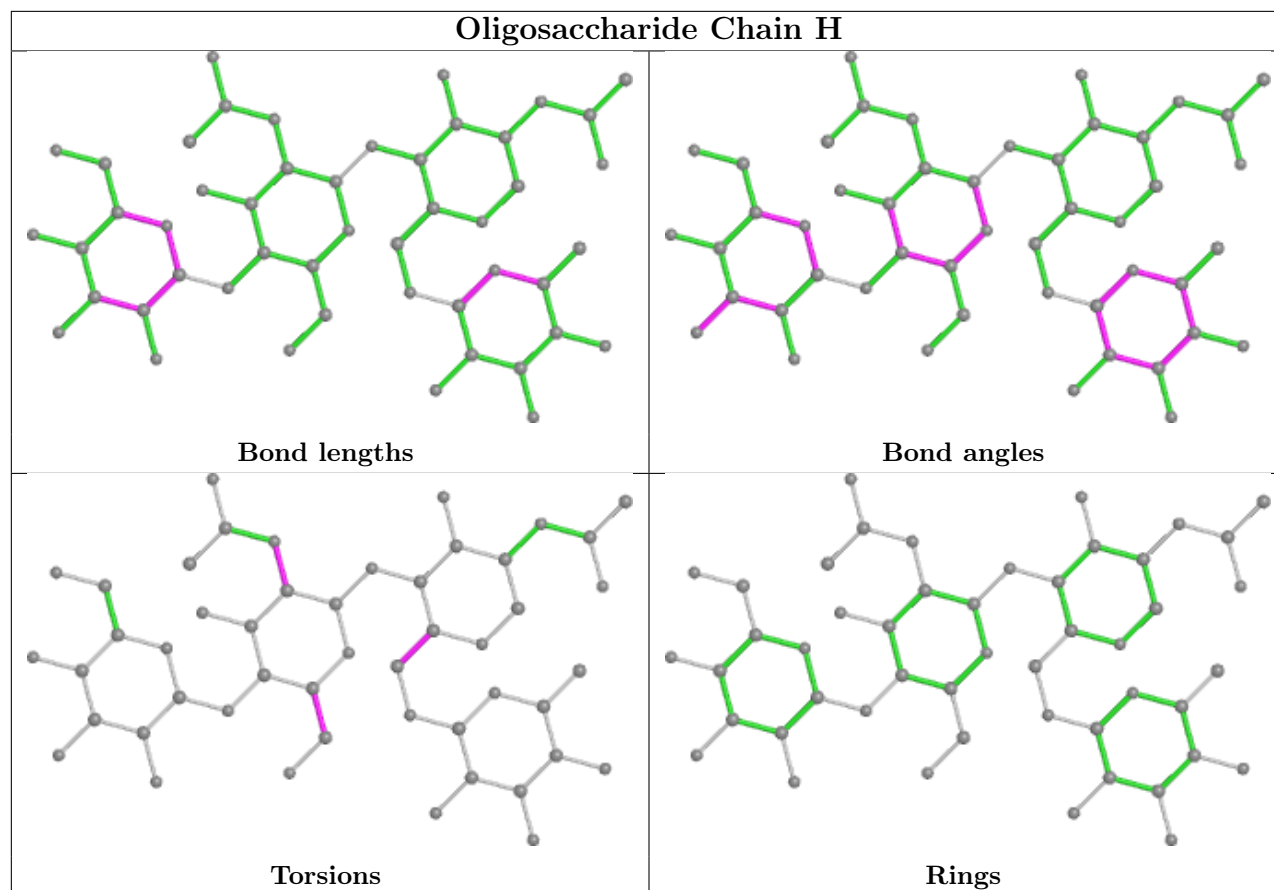 Oligosaccharide Chain H
Bond lengths
Bond angles
Torsions
Rings